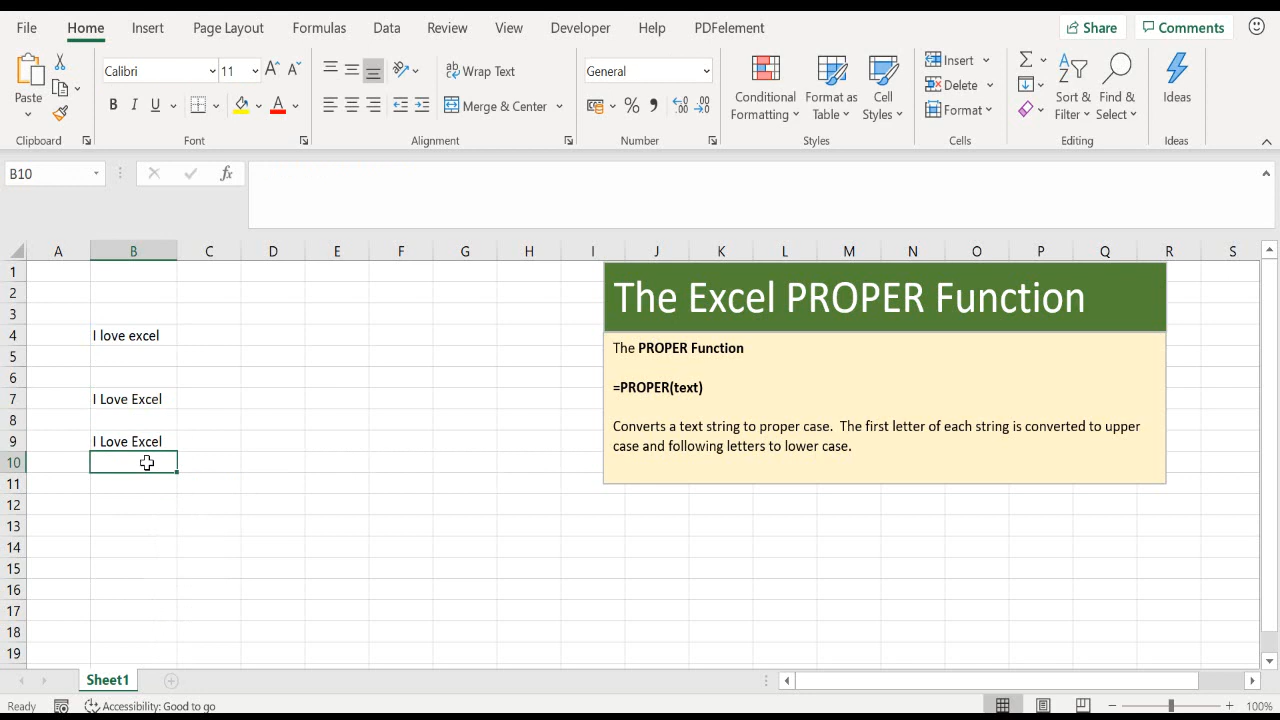 File Home Insert Page Layout Formulas Data Review View Developer Help PDFelement Share Comments
Calibri 11 Wrap Text General Insert
Paste Merge & Center Conditional Formatting Format as Table Cell Styles Delete Sort & Filter Find & Select Ideas
Format
Clipboard Font Alignment Number Styles Cells Editing Ideas
B10 fx
A B C D E F G H I J K L M N O P Q R S
1
The Excel PROPER Function
2
3
4 I love excel
The PROPER Function
5
6
=PROPER(text)
7 I Love Excel
8
Converts a text string to proper case. The first letter of each string is converted to upper
case and following letters to lower case.
9 I Love Excel
10
11
12
13
14
15
16
17
18
19
Sheet1
Ready Accessibility: Good to go 100%